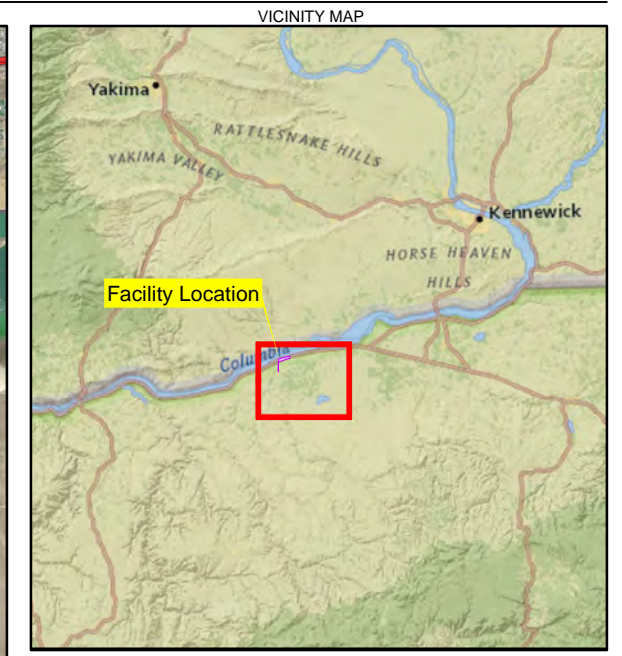 VICINITY MAP
Yakima
RATTLESNAKE HILLS
YAKIMA VALLEY
Kennewick
HORSE HEAVEN
HILLS
Facility Location
Columbia